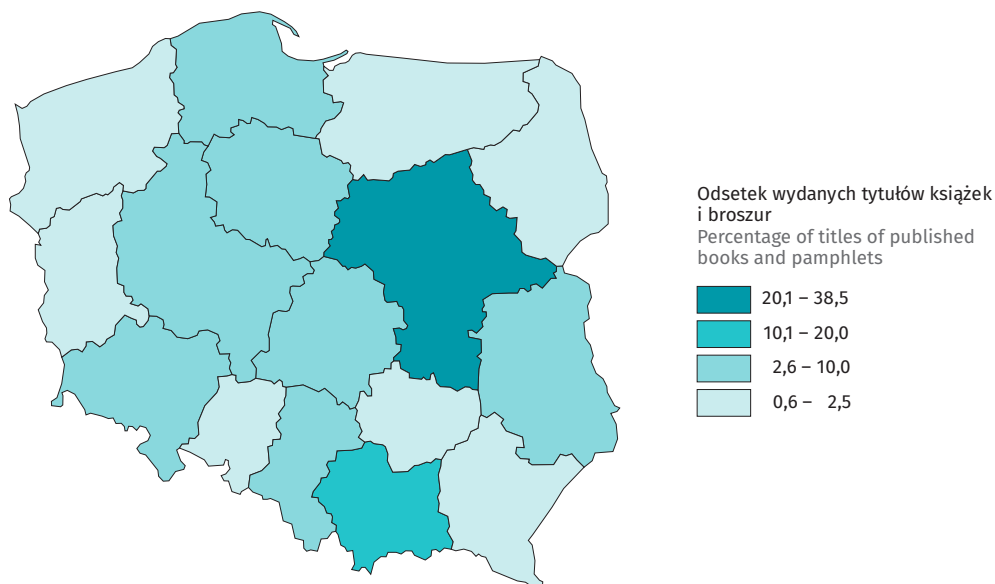 Odsetek wydanych tytułów książek
i broszur
Percentage of titles of published
books and pamphlets
20,1 – 38,5
10,1 – 20,0
2,6 – 10,0
0,6 – 2,5